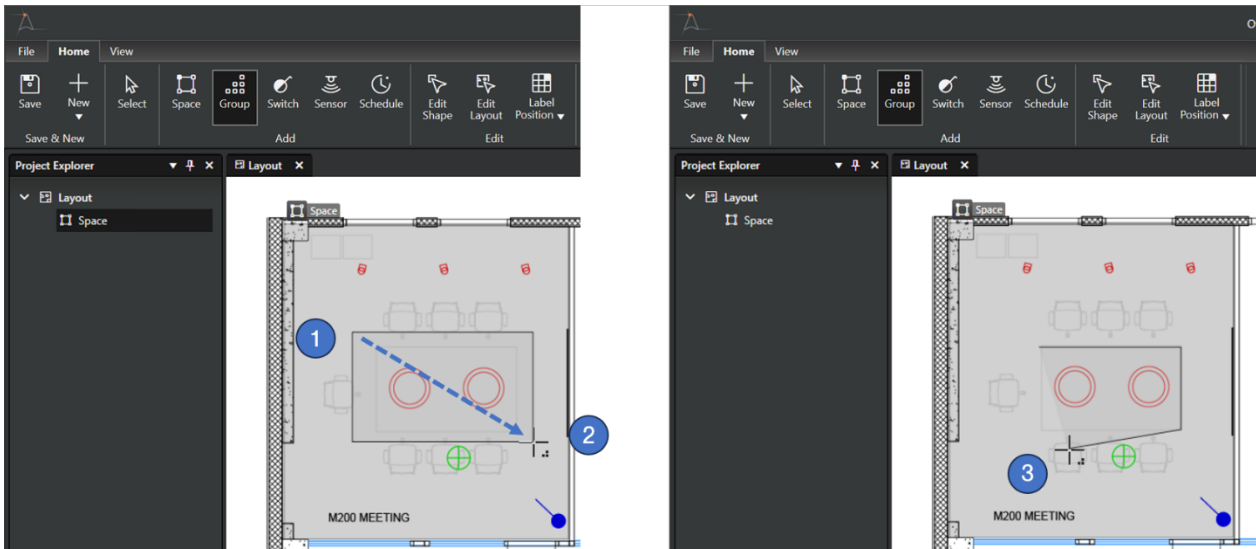 File Home View
Save New Select Space Group Switch Sensor Schedule Edit Shape Edit Layout Label Position
Save & New Add Edit
Project Explorer
Layout
Layout
Space
Space
1
2
M200 MEETING
O
File Home View
Save New Select Space Group Switch Sensor Schedule Edit Shape Edit Layout Label Position
Save & New Add Edit
Project Explorer
Layout
Layout
Space
Space
3
M200 MEETING